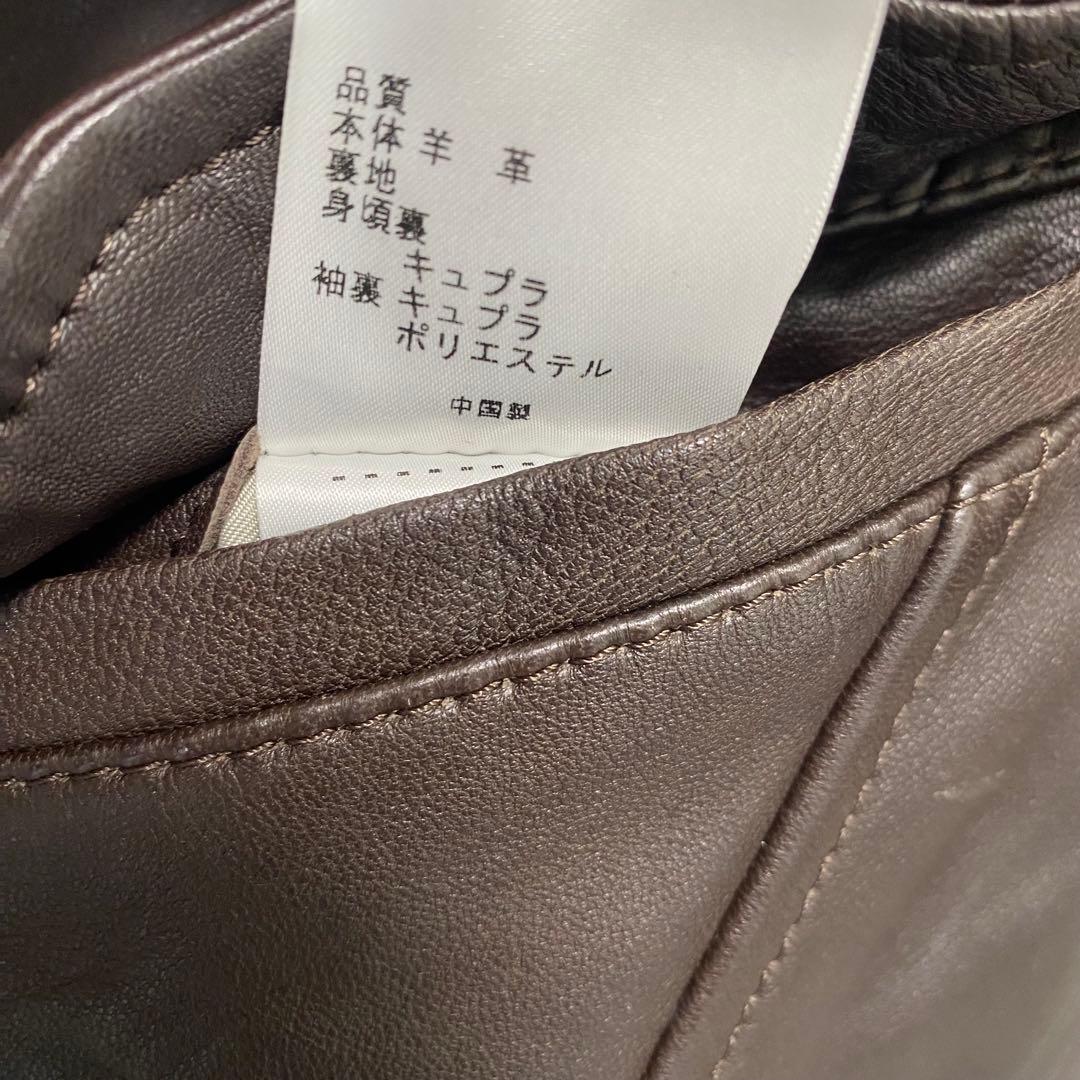 品質
本体 羊 革
裏地
身頃裏
キュプラ
袖裏 キュプラ
ポリエステル
中国製